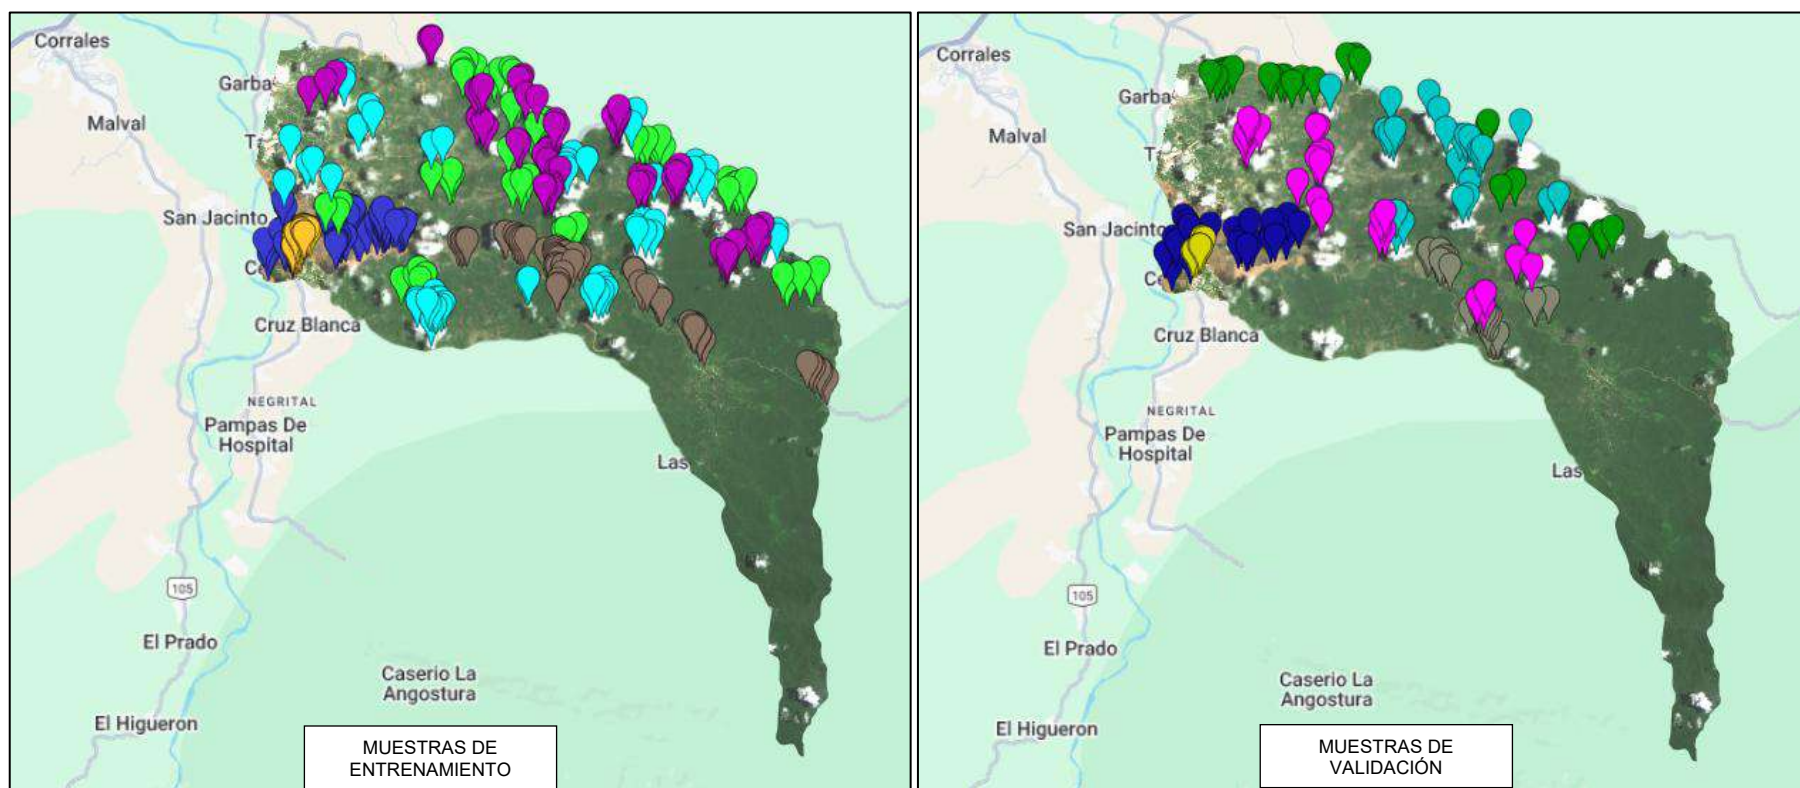 Corrales
Garba
Malval
T
San Jacinto
Ce
Cruz Blanca
NEGRITAL
Pampas De
Hospital
Las
105
El Prado
Caserio La
Angostura
El Higueron
MUESTRAS DE
ENTRENAMIENTO
Corrales
Garba
Malval
T
San Jacinto
Ce
Cruz Blanca
NEGRITAL
Pampas De
Hospital
Las
105
El Prado
Caserio La
Angostura
El Higueron
MUESTRAS DE
VALIDACIÓN